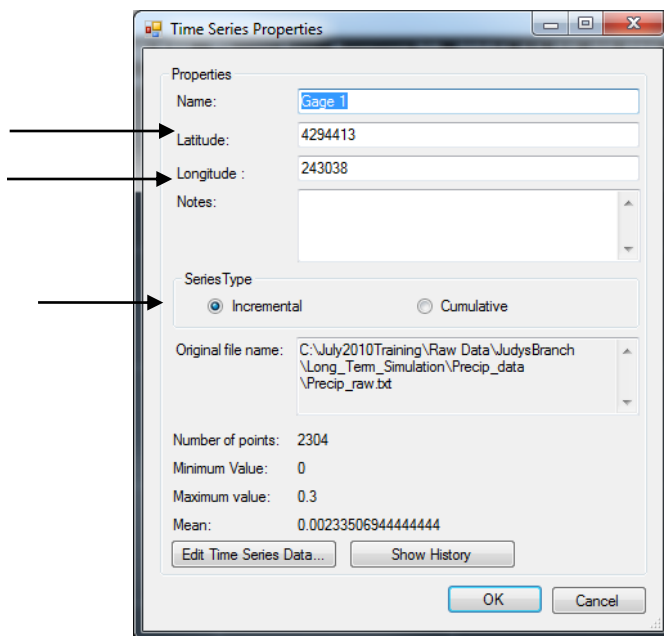 Time Series Properties
Properties
Name: Gage 1
Latitude: 4294413
Longitude : 243038
Notes:
Series Type
Incremental Cumulative
Original file name: C:\July2010Training\Raw Data\JudysBranch
\Long_Term_Simulation\Precip_data
\Precip_raw.txt
Number of points: 2304
Minimum Value: 0
Maximum value: 0.3
Mean: 0.00233506944444444
Edit Time Series Data... Show History
OK Cancel